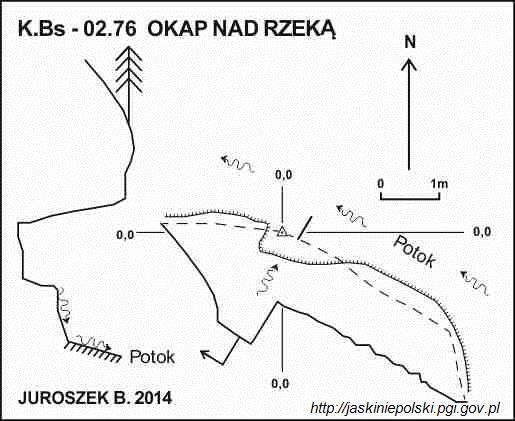 K.Bs - 02.76 OKAP NAD RZEKĄ
N
0,0
0 1m
0,0
0,0
Potok
Potok
0,0
JUROSZEK B. 2014
http://jaskiniepolski.pgi.gov.pl